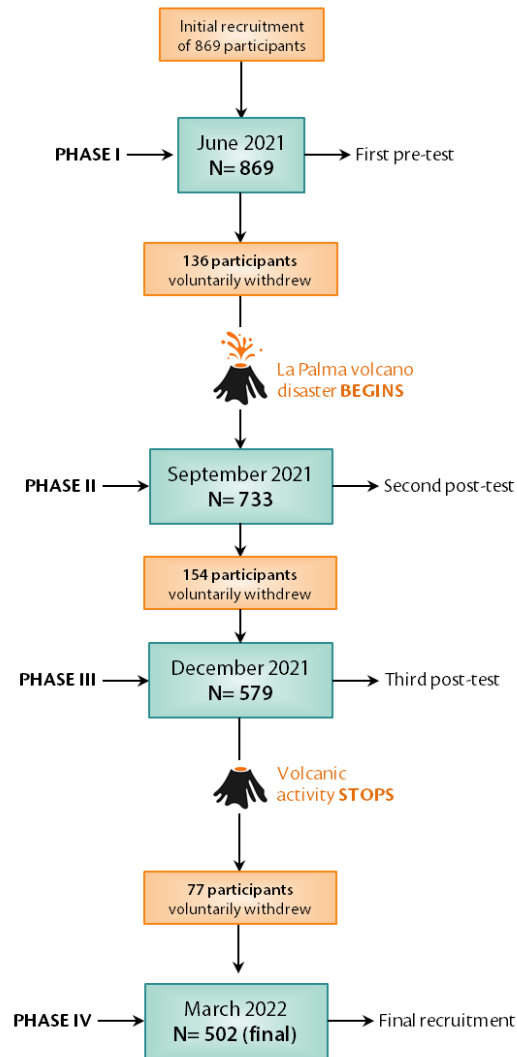 Initial recruitment
of 869 participants
PHASE I
June 2021
N= 869
First pre-test
136 participants
voluntarily withdrew
La Palma volcano
disaster BEGINS
PHASE II
September 2021
N= 733
Second post-test
154 participants
voluntarily withdrew
PHASE III
December 2021
N= 579
Third post-test
Volcanic
activity STOPS
77 participants
voluntarily withdrew
PHASE IV
March 2022
N= 502 (final)
Final recruitment